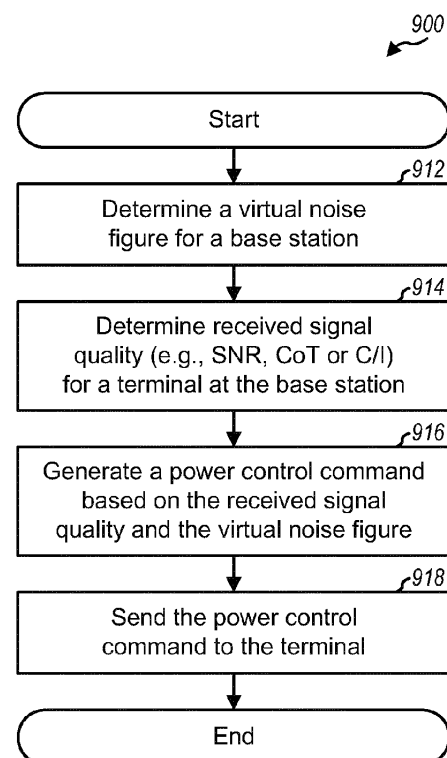 900
Start
912
Determine a virtual noise
figure for a base station
914
Determine received signal
quality (e.g., SNR, CoT or C/I)
for a terminal at the base station
916
Generate a power control command
based on the received signal
quality and the virtual noise figure
918
Send the power control
command to the terminal
End